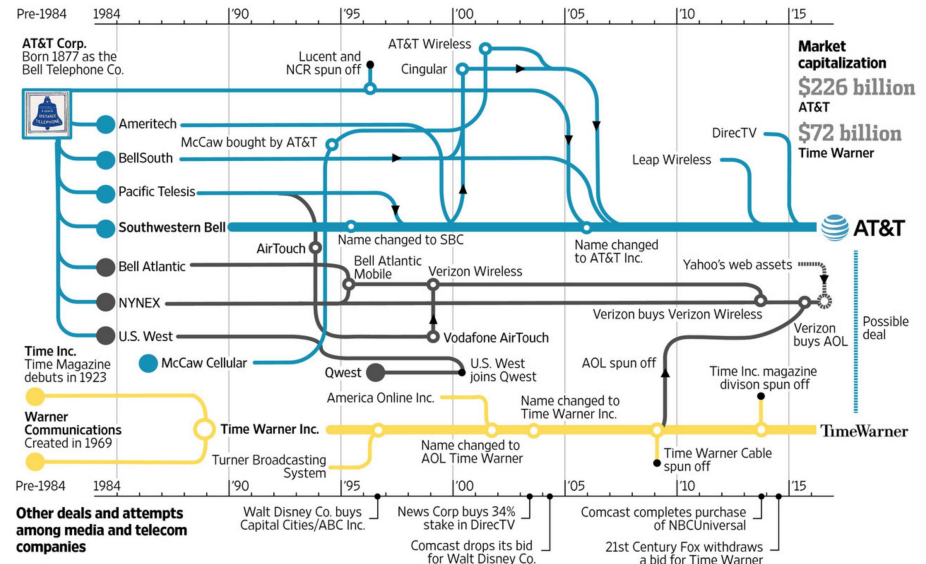 Pre-1984 1984 '90 '95 '00 '05 '10 '15
AT&T Corp.
Born 1877 as the
Bell Telephone Co.
Lucent and
NCR spun off
AT&T Wireless
Cingular
Market
capitalization
$226 billion
AT&T
$72 billion
Time Warner
Ameritech
McCaw bought by AT&T
DirecTV
BellSouth
Leap Wireless
Pacific Telesis
Southwestern Bell
Name changed to SBC
Name changed
to AT&T Inc.
AT&T
AirTouch
Bell Atlantic
Bell Atlantic
Mobile
Verizon Wireless
Yahoo's web assets
NYNEX
Verizon buys Verizon Wireless
Verizon
buys AOL
Possible
deal
U.S. West
Vodafone AirTouch
Time Inc.
Time Magazine
debuts in 1923
McCaw Cellular
Qwest
U.S. West
joins Qwest
AOL spun off
Time Inc. magazine
divison spun off
America Online Inc.
Name changed to
Time Warner Inc.
Warner
Communications
Created in 1969
Time Warner Inc.
TimeWarner
Name changed to
AOL Time Warner
Turner Broadcasting
System
Time Warner Cable
spun off
Pre-1984 1984 '90 '95 '00 '05 '10 '15
Other deals and attempts
among media and telecom
companies
Walt Disney Co. buys
Capital Cities/ABC Inc.
News Corp buys 34%
stake in DirecTV
Comcast drops its bid
for Walt Disney Co.
Comcast completes purchase
of NBCUniversal
21st Century Fox withdraws
a bid for Time Warner